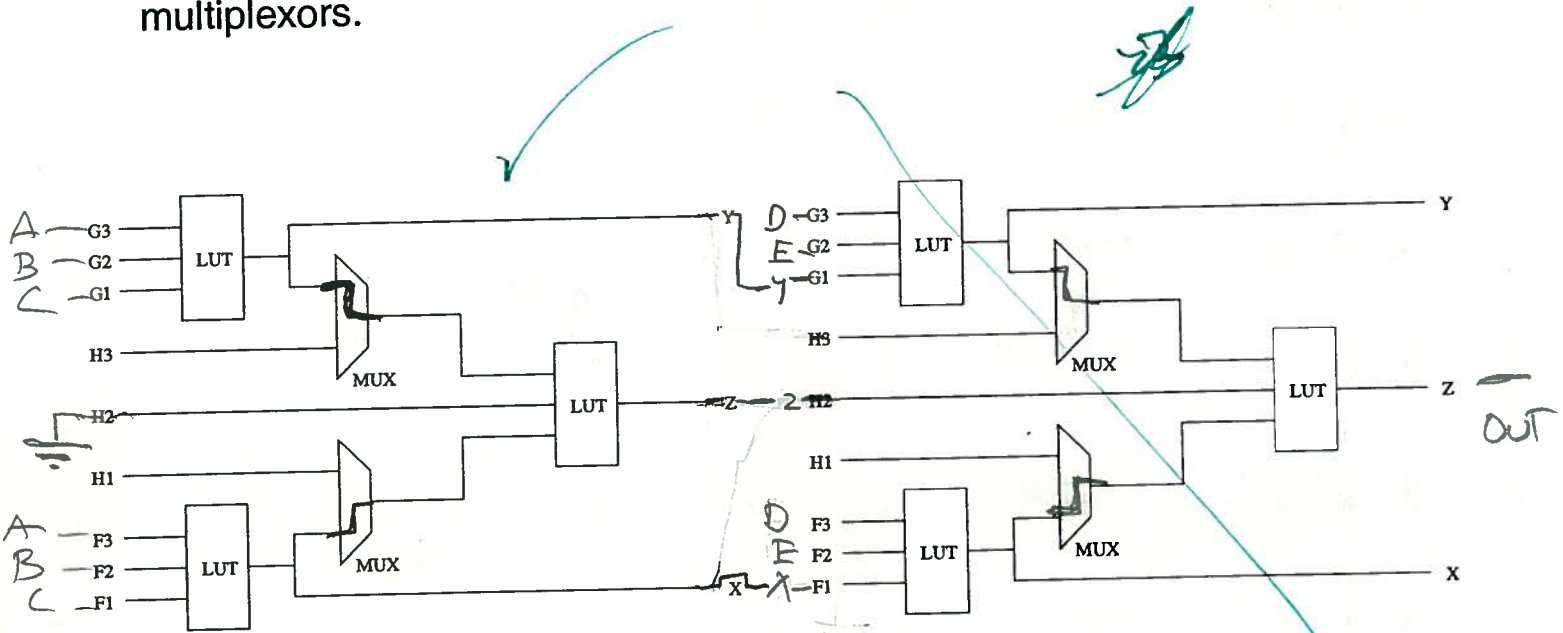 multiplexors.
A G3
B G2
C G1
LUT
H3
MUX
H2
LUT
H1
MUX
A F3
B F2
C F1
LUT
Y
Z
X
D G3
E G2
Y G1
LUT
H3
MUX
Z H2
LUT
H1
MUX
D F3
E F2
X F1
LUT
Y
Z
OUT
X